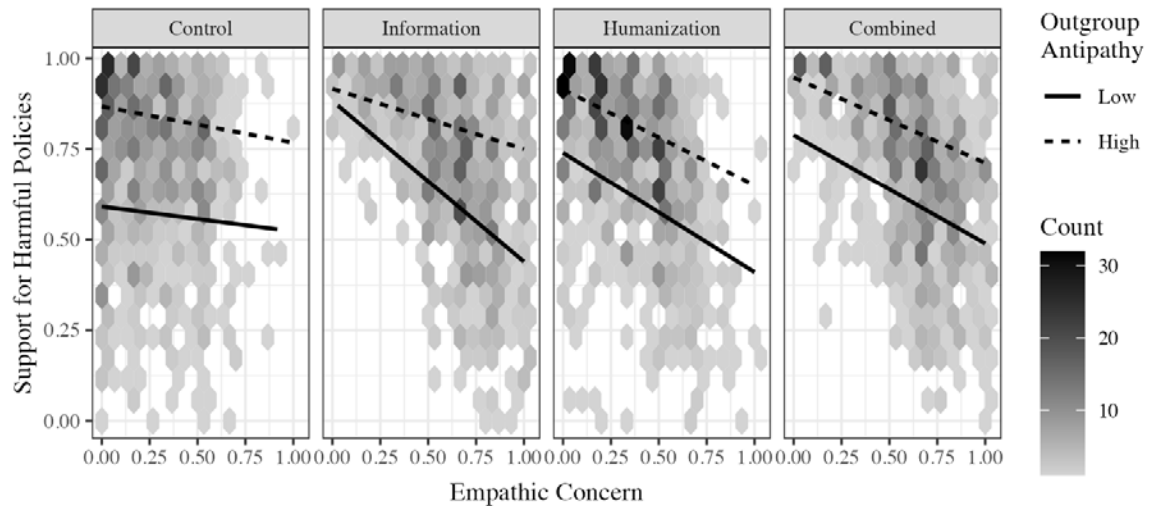 Control
Information
Humanization
Combined
Support for Harmful Policies
1.00
0.75
0.50
0.25
0.00
0.00 0.25 0.50 0.75 1.00
0.00 0.25 0.50 0.75 1.00
0.00 0.25 0.50 0.75 1.00
0.00 0.25 0.50 0.75 1.00
Empathic Concern
Outgroup
Antipathy
Low
High
Count
30
20
10